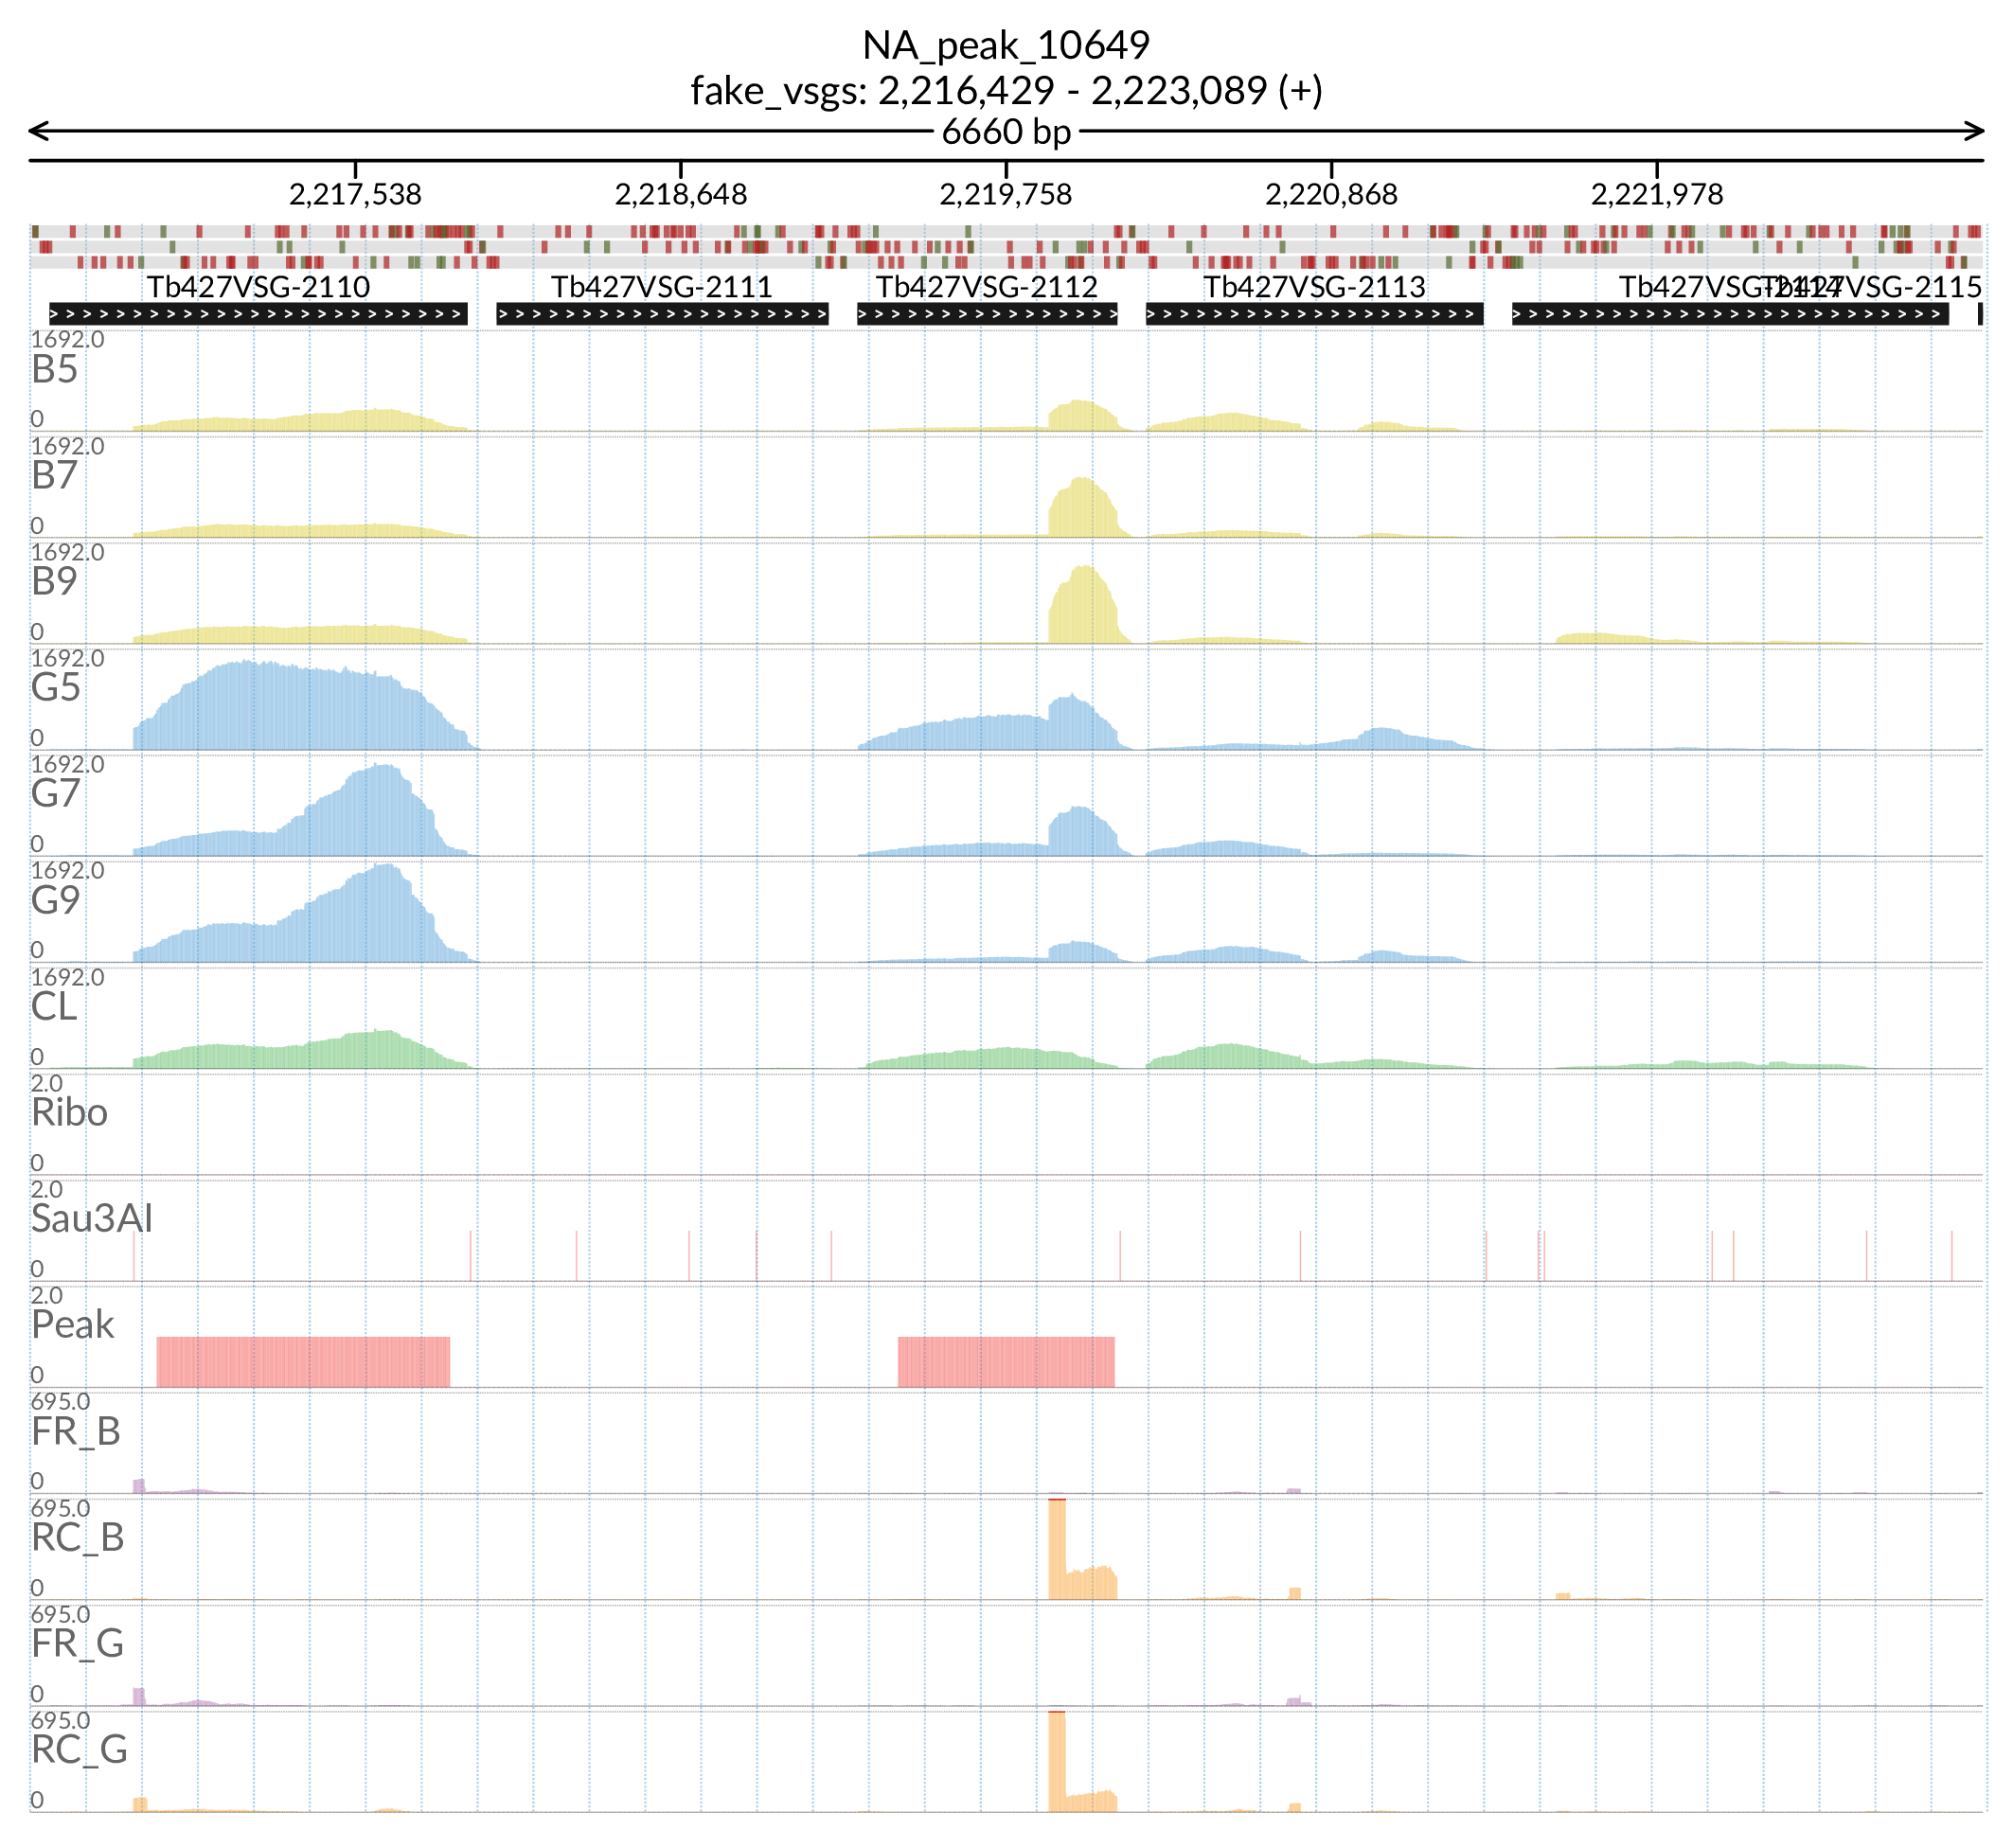 NA_peak_10649
fake_vsgs: 2,216,429 - 2,223,089 (+)
6660 bp
2,217,538 2,218,648 2,219,758 2,220,868 2,221,978
Tb427VSG-2110 Tb427VSG-2111 Tb427VSG-2112 Tb427VSG-2113 Tb427VSG-2114 Tb427VSG-2115
1692.0
B5
0
1692.0
B7
0
1692.0
B9
0
1692.0
G5
0
1692.0
G7
0
1692.0
G9
0
1692.0
CL
0
2.0
Ribo
0
2.0
Sau3AI
0
2.0
Peak
0
695.0
FR_B
0
695.0
RC_B
0
695.0
FR_G
0
695.0
RC_G
0